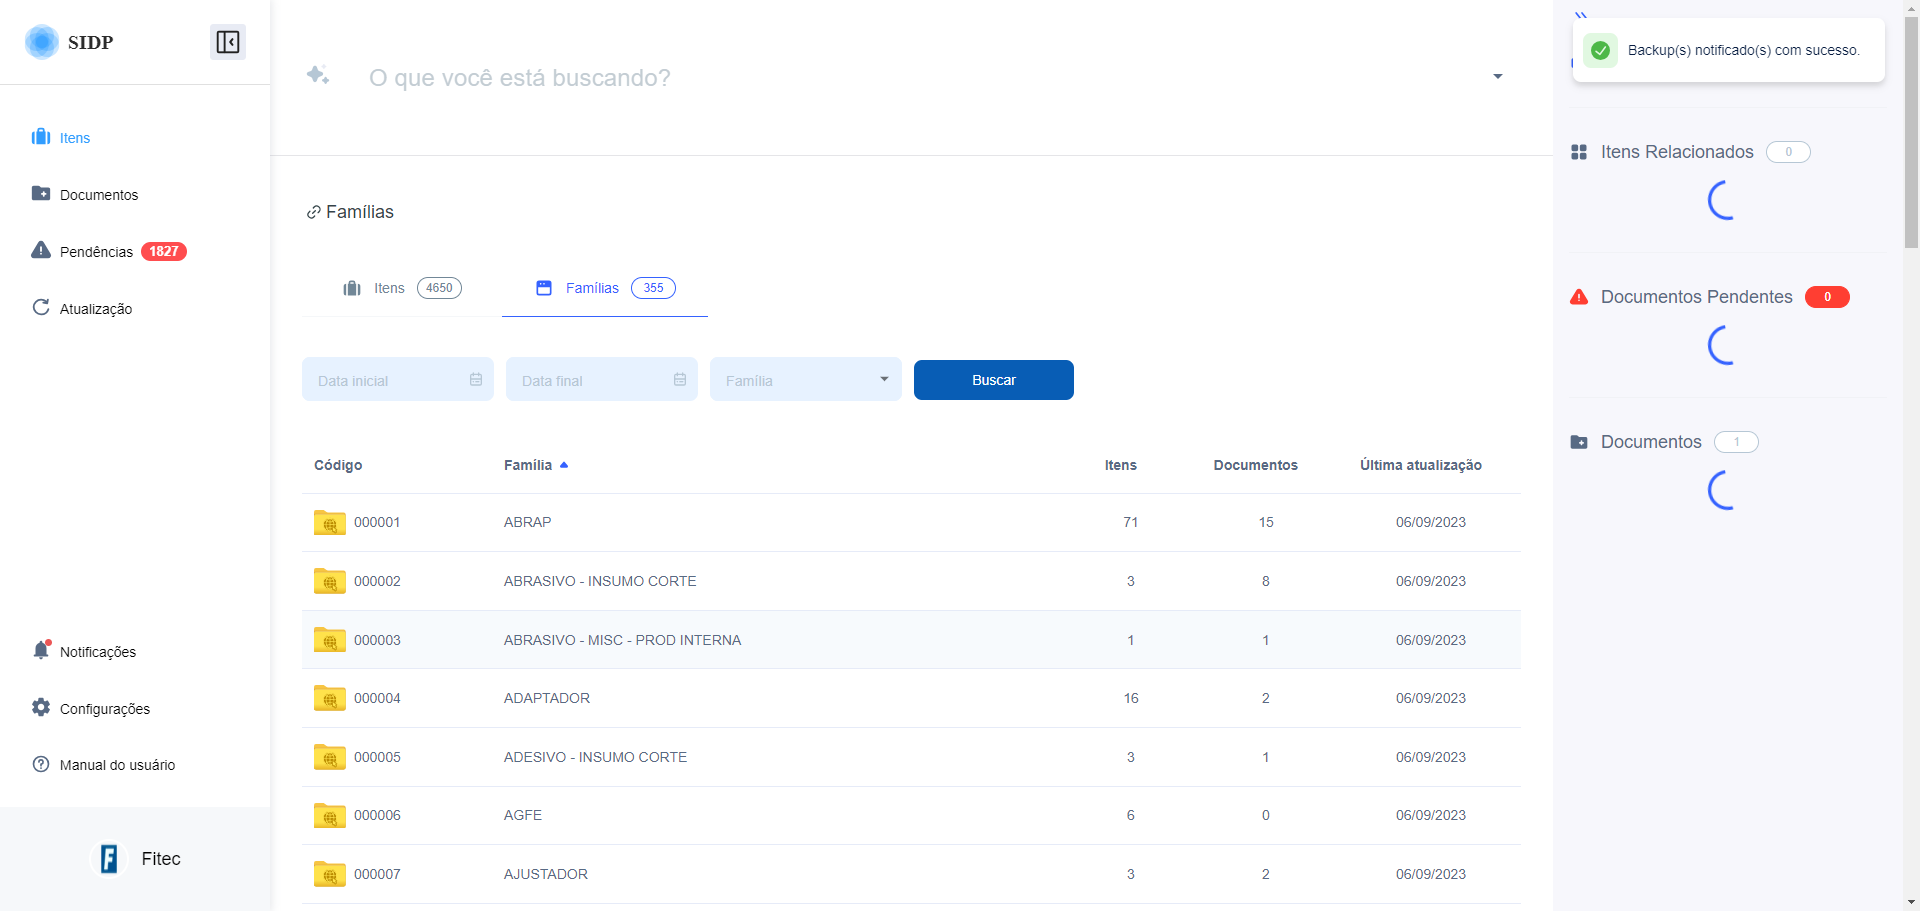 SIDP
Itens
Documentos
Pendências 1827
Atualização
Notificações
Configurações
Manual do usuário
Fitec
O que você está buscando?
Famílias
Itens 4650 Famílias 355
Data inicial Data final Família Buscar
Código Família Itens Documentos Última atualização
000001 ABRAP 71 15 06/09/2023
000002 ABRASIVO - INSUMO CORTE 3 8 06/09/2023
000003 ABRASIVO - MISC - PROD INTERNA 1 1 06/09/2023
000004 ADAPTADOR 16 2 06/09/2023
000005 ADESIVO - INSUMO CORTE 3 1 06/09/2023
000006 AGFE 6 0 06/09/2023
000007 AJUSTADOR 3 2 06/09/2023
Backup(s) notificado(s) com sucesso.
Itens Relacionados 0
Documentos Pendentes 0
Documentos 1